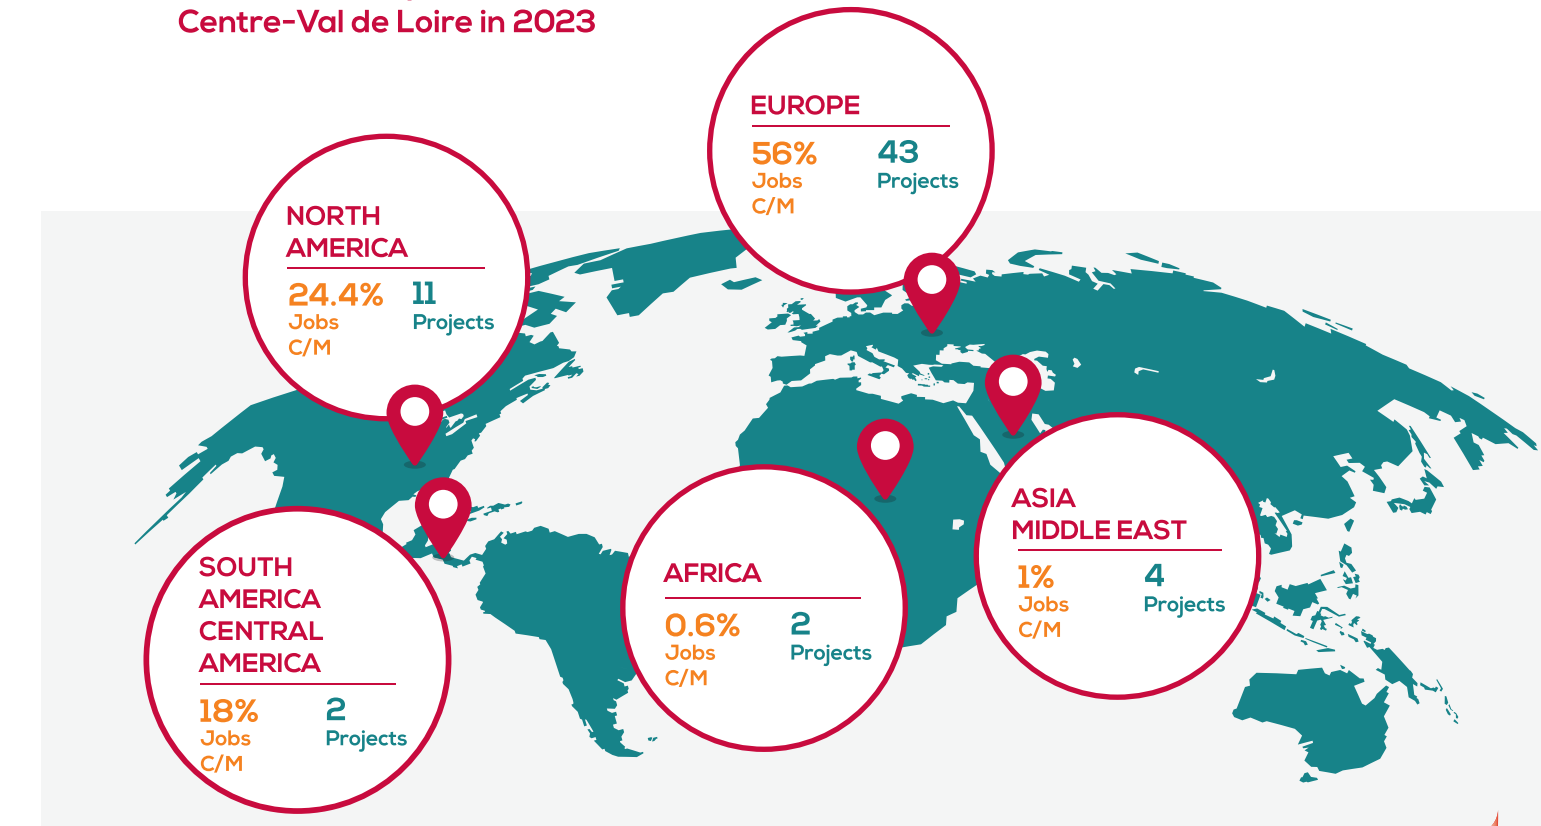 Centre-Val de Loire in 2023
EUROPE
56%
Jobs
C/M
43
Projects
NORTH
AMERICA
24.4%
Jobs
C/M
11
Projects
ASIA
MIDDLE EAST
1%
Jobs
C/M
4
Projects
SOUTH
AMERICA
CENTRAL
AMERICA
18%
Jobs
C/M
2
Projects
AFRICA
0.6%
Jobs
C/M
2
Projects